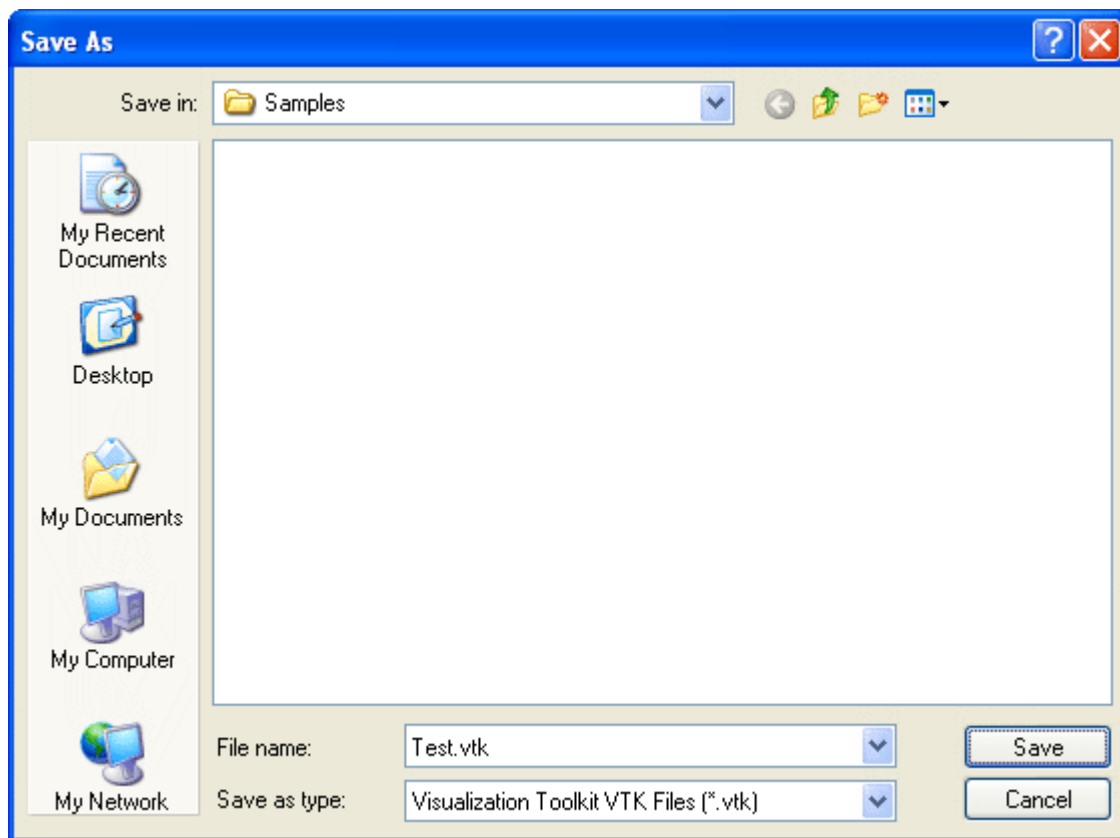 Save As
Save in:
Samples
My Recent
Documents
Desktop
My Documents
My Computer
My Network
File name:
Test.vtk
Save
Save as type:
Visualization Toolkit VTK Files (*.vtk)
Cancel